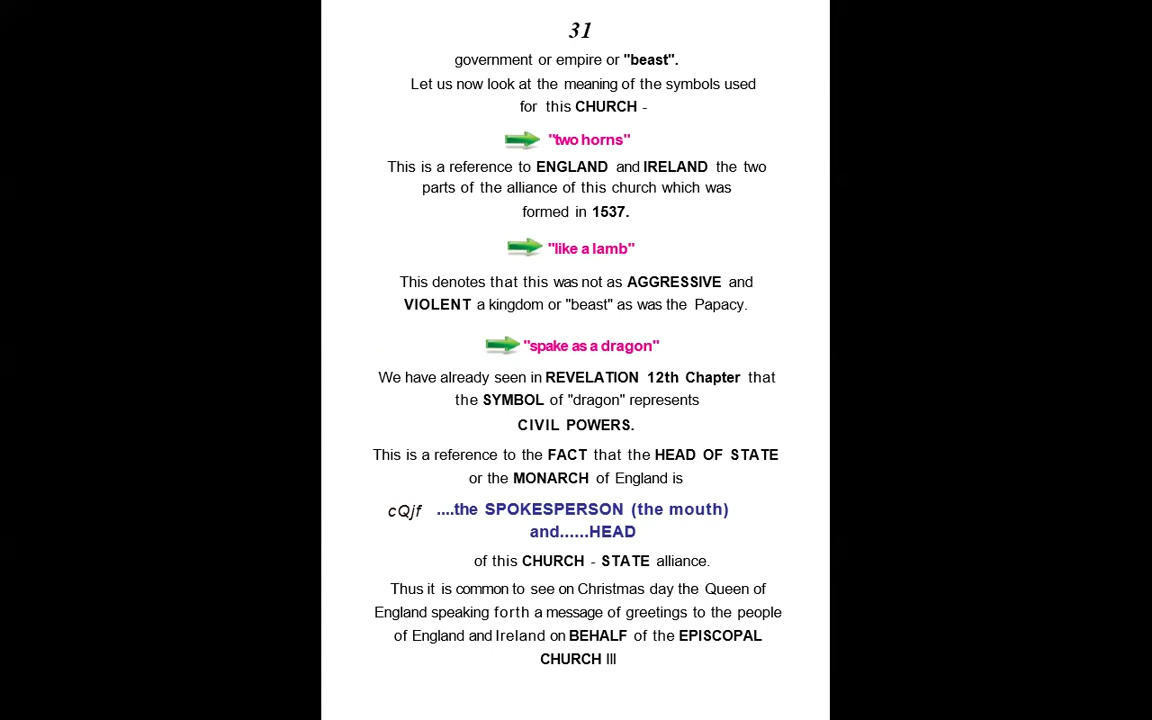 31
government or empire or "beast".
Let us now look at the meaning of the symbols used
for this CHURCH -
"two horns"
This is a reference to ENGLAND and IRELAND the two
parts of the alliance of this church which was
formed in 1537.
"like a lamb"
This denotes that this was not as AGGRESSIVE and
VIOLENT a kingdom or "beast" as was the Papacy.
"spake as a dragon"
We have already seen in REVELATION 12th Chapter that
the SYMBOL of "dragon" represents
CIVIL POWERS.
This is a reference to the FACT that the HEAD OF STATE
or the MONARCH of England is
cQjf ....the SPOKESPERSON (the mouth)
and......HEAD
of this CHURCH - STATE alliance.
Thus it is common to see on Christmas day the Queen of
England speaking forth a message of greetings to the people
of England and Ireland on BEHALF of the EPISCOPAL
CHURCH III